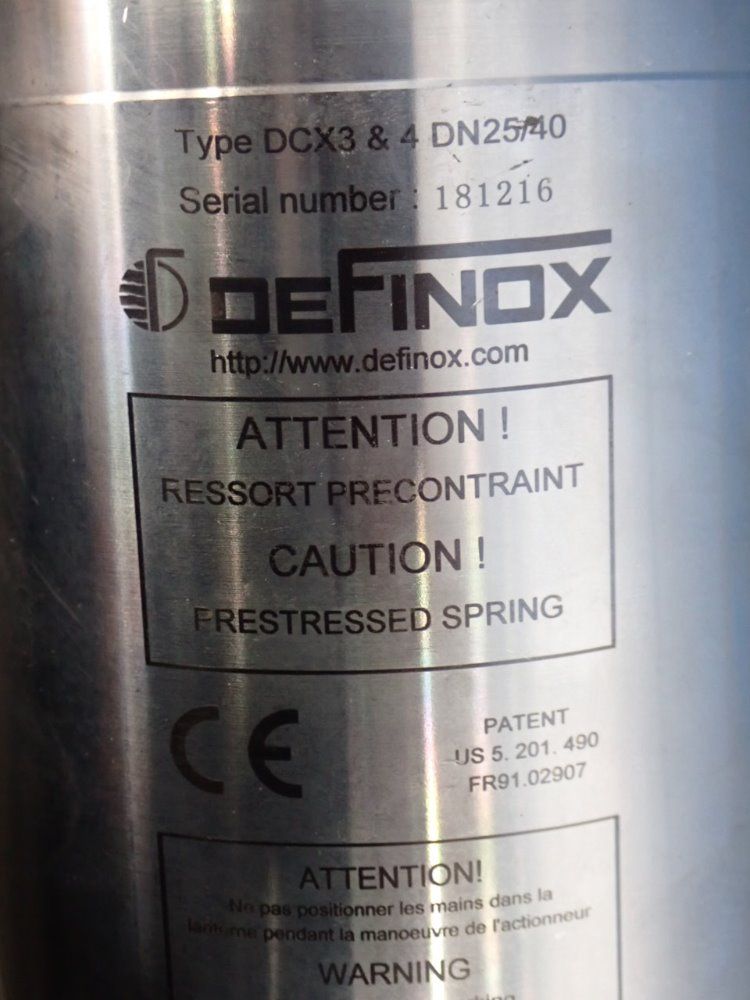 Type DCX3 & 4 DN25/40
Serial number : 181216
DEFINOX
http://www.definox.com
ATTENTION !
RESSORT PRECONTRAINT
CAUTION !
PRESTRESSED SPRING
CE
PATENT
US 5. 201. 490
FR91.02907
ATTENTION!
Ne pas positionner les mains dans la
lanterne pendant la manoeuvre de l'actionneur
WARNING